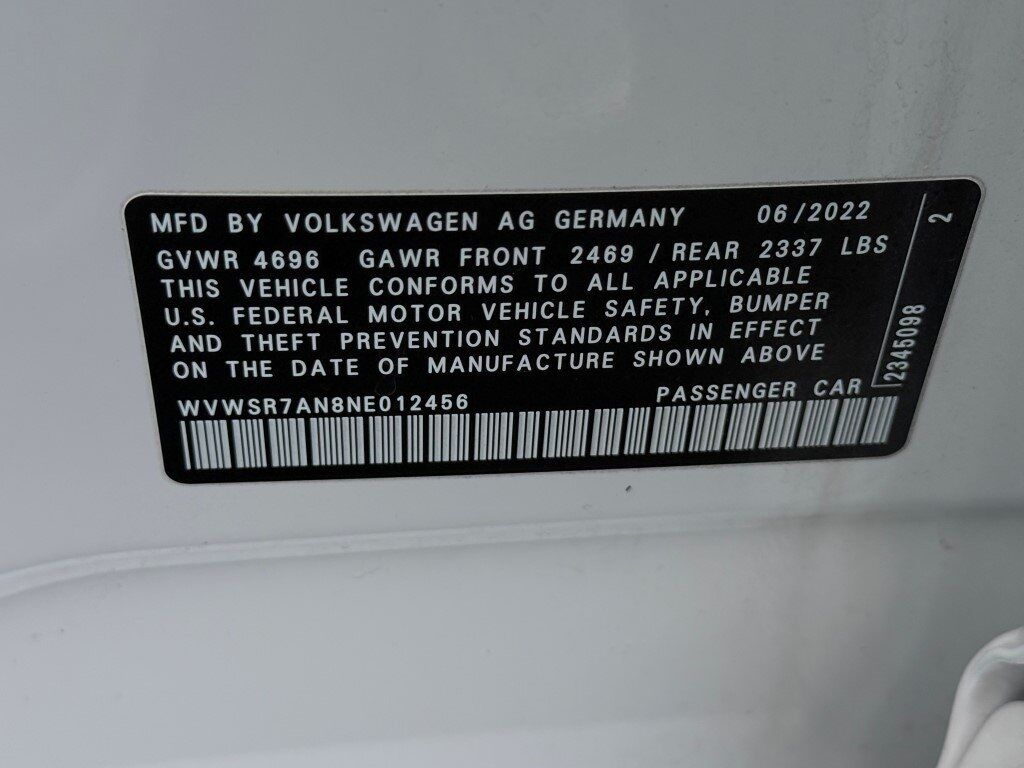 MFD BY VOLKSWAGEN AG GERMANY 06/2022
GVWR 4696 GAWR FRONT 2469 / REAR 2337 LBS
THIS VEHICLE CONFORMS TO ALL APPLICABLE
U.S. FEDERAL MOTOR VEHICLE SAFETY, BUMPER
AND THEFT PREVENTION STANDARDS IN EFFECT
ON THE DATE OF MANUFACTURE SHOWN ABOVE
WVWSR7AN8NE012456 PASSENGER CAR
2345098 2